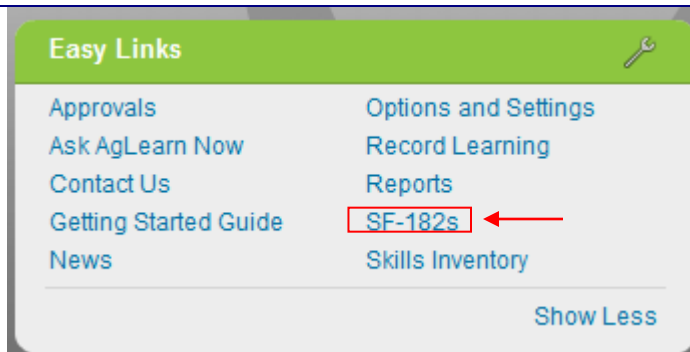 Easy Links
Approvals
Ask AgLearn Now
Contact Us
Getting Started Guide
News
Options and Settings
Record Learning
Reports
SF-182s
Skills Inventory
Show Less